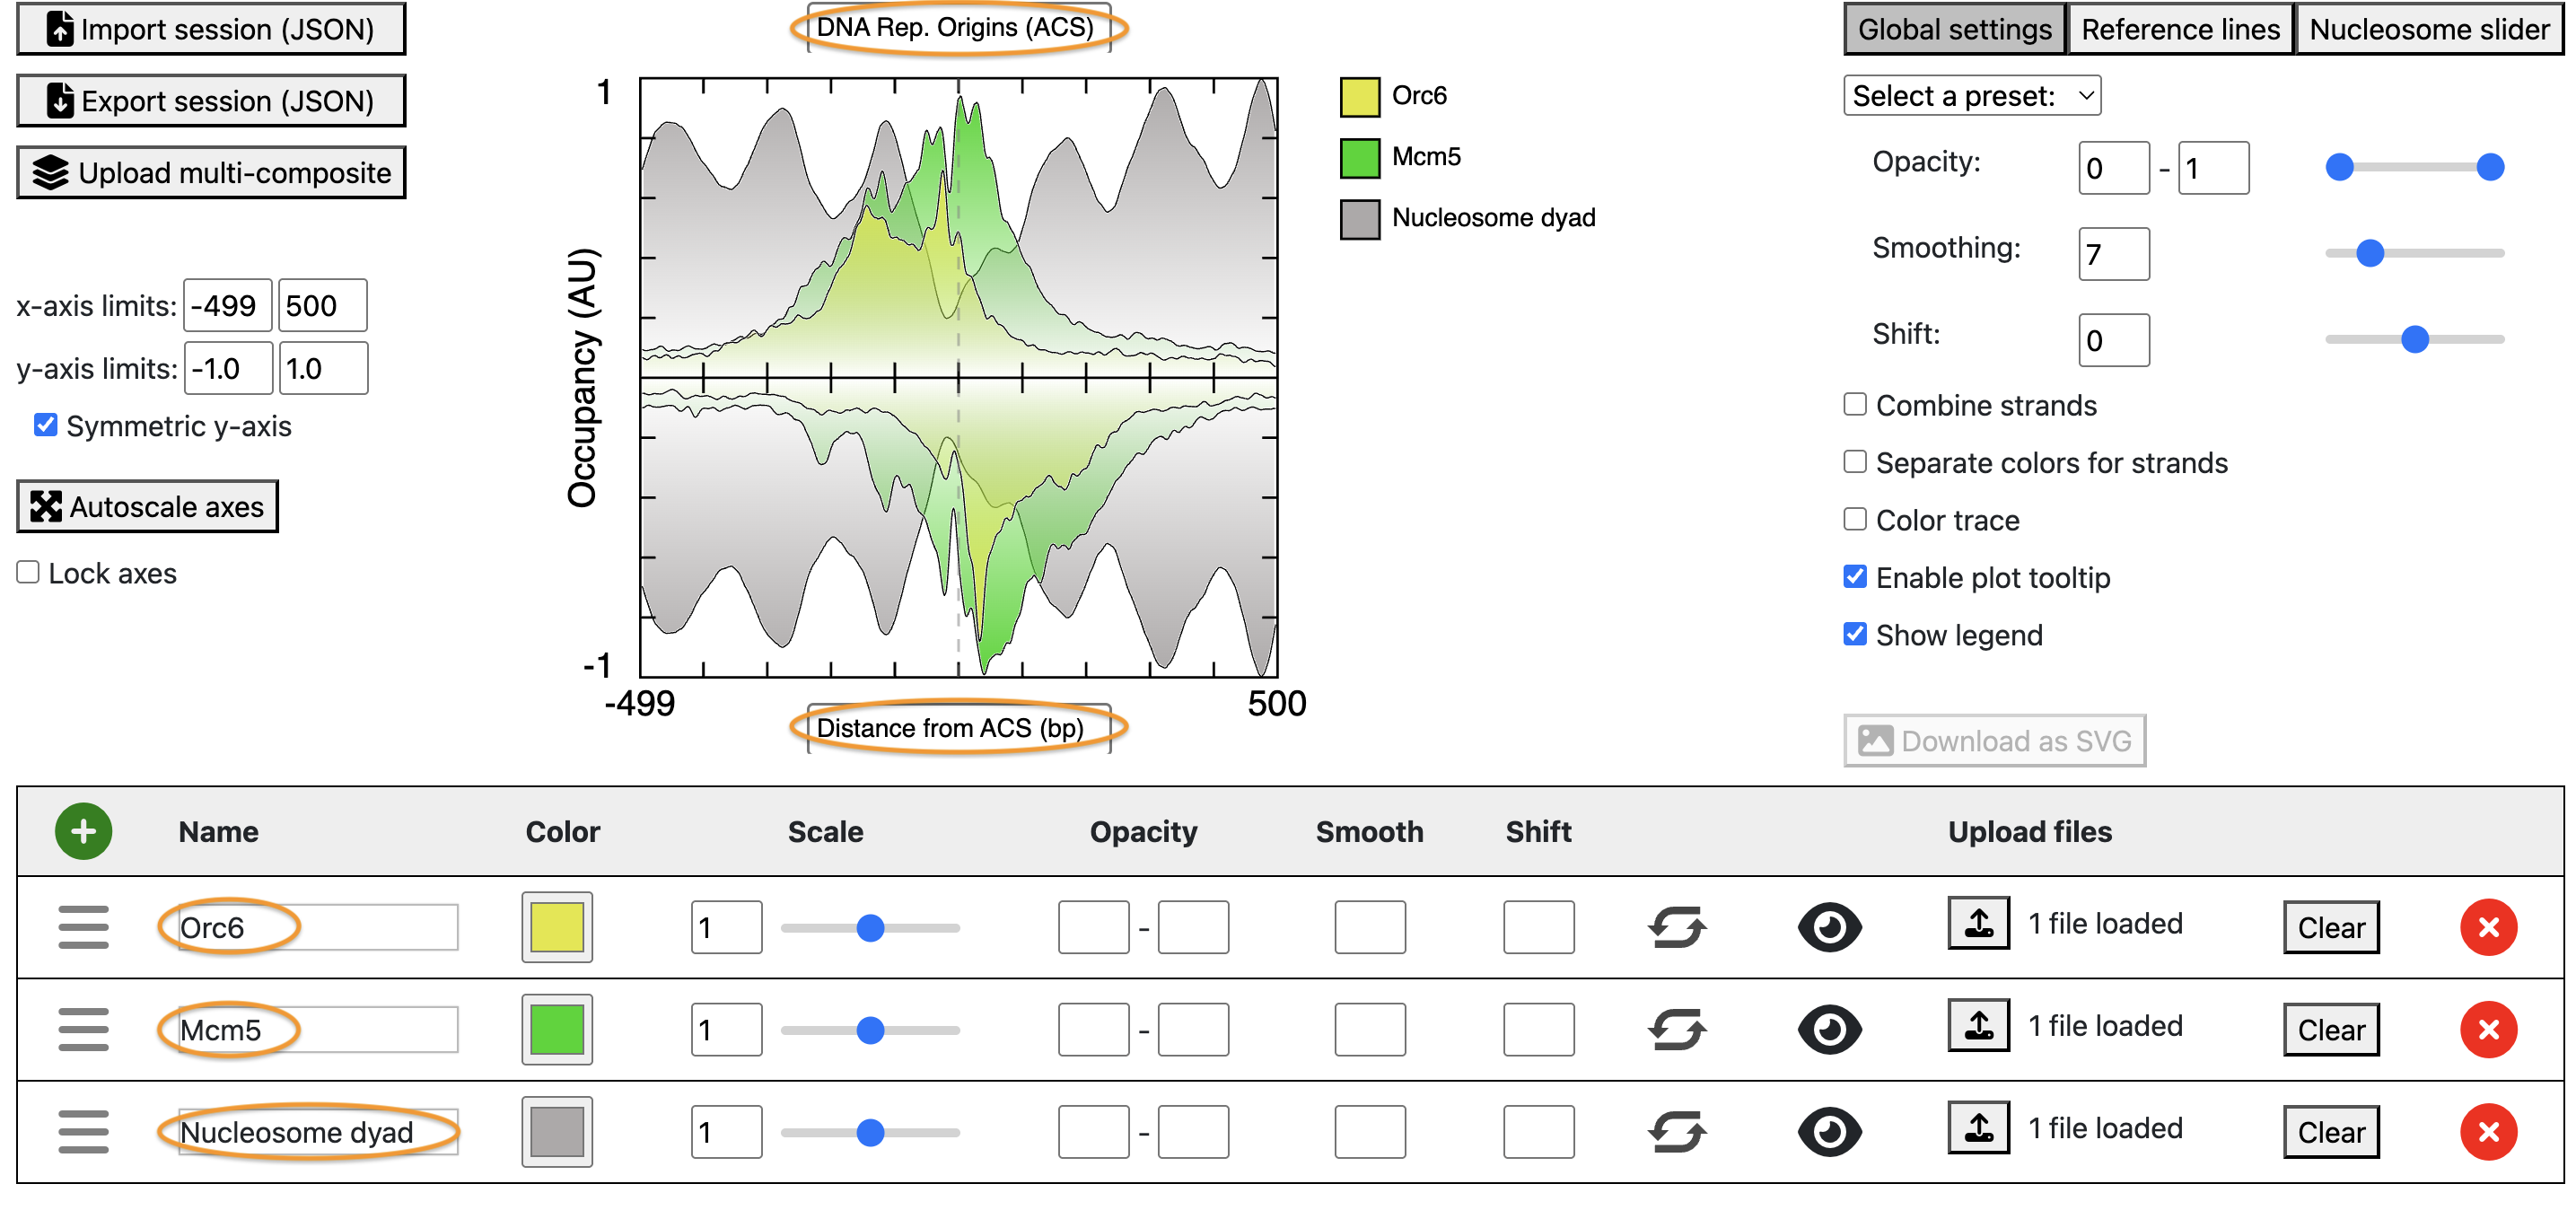 Import session (JSON)
Export session (JSON)
Upload multi-composite
x-axis limits: -499 500
y-axis limits: -1.0 1.0
Symmetric y-axis
Autoscale axes
Lock axes
DNA Rep. Origins (ACS)
1
Occupancy (AU)
-1
-499 500
Distance from ACS (bp)
Orc6
Mcm5
Nucleosome dyad
Global settings Reference lines Nucleosome slider
Select a preset:
Opacity: 0 - 1
Smoothing: 7
Shift: 0
Combine strands
Separate colors for strands
Color trace
Enable plot tooltip
Show legend
Download as SVG
Name Color Scale Opacity Smooth Shift Upload files
Orc6 1 - 1 file loaded Clear
Mcm5 1 - 1 file loaded Clear
Nucleosome dyad 1 - 1 file loaded Clear